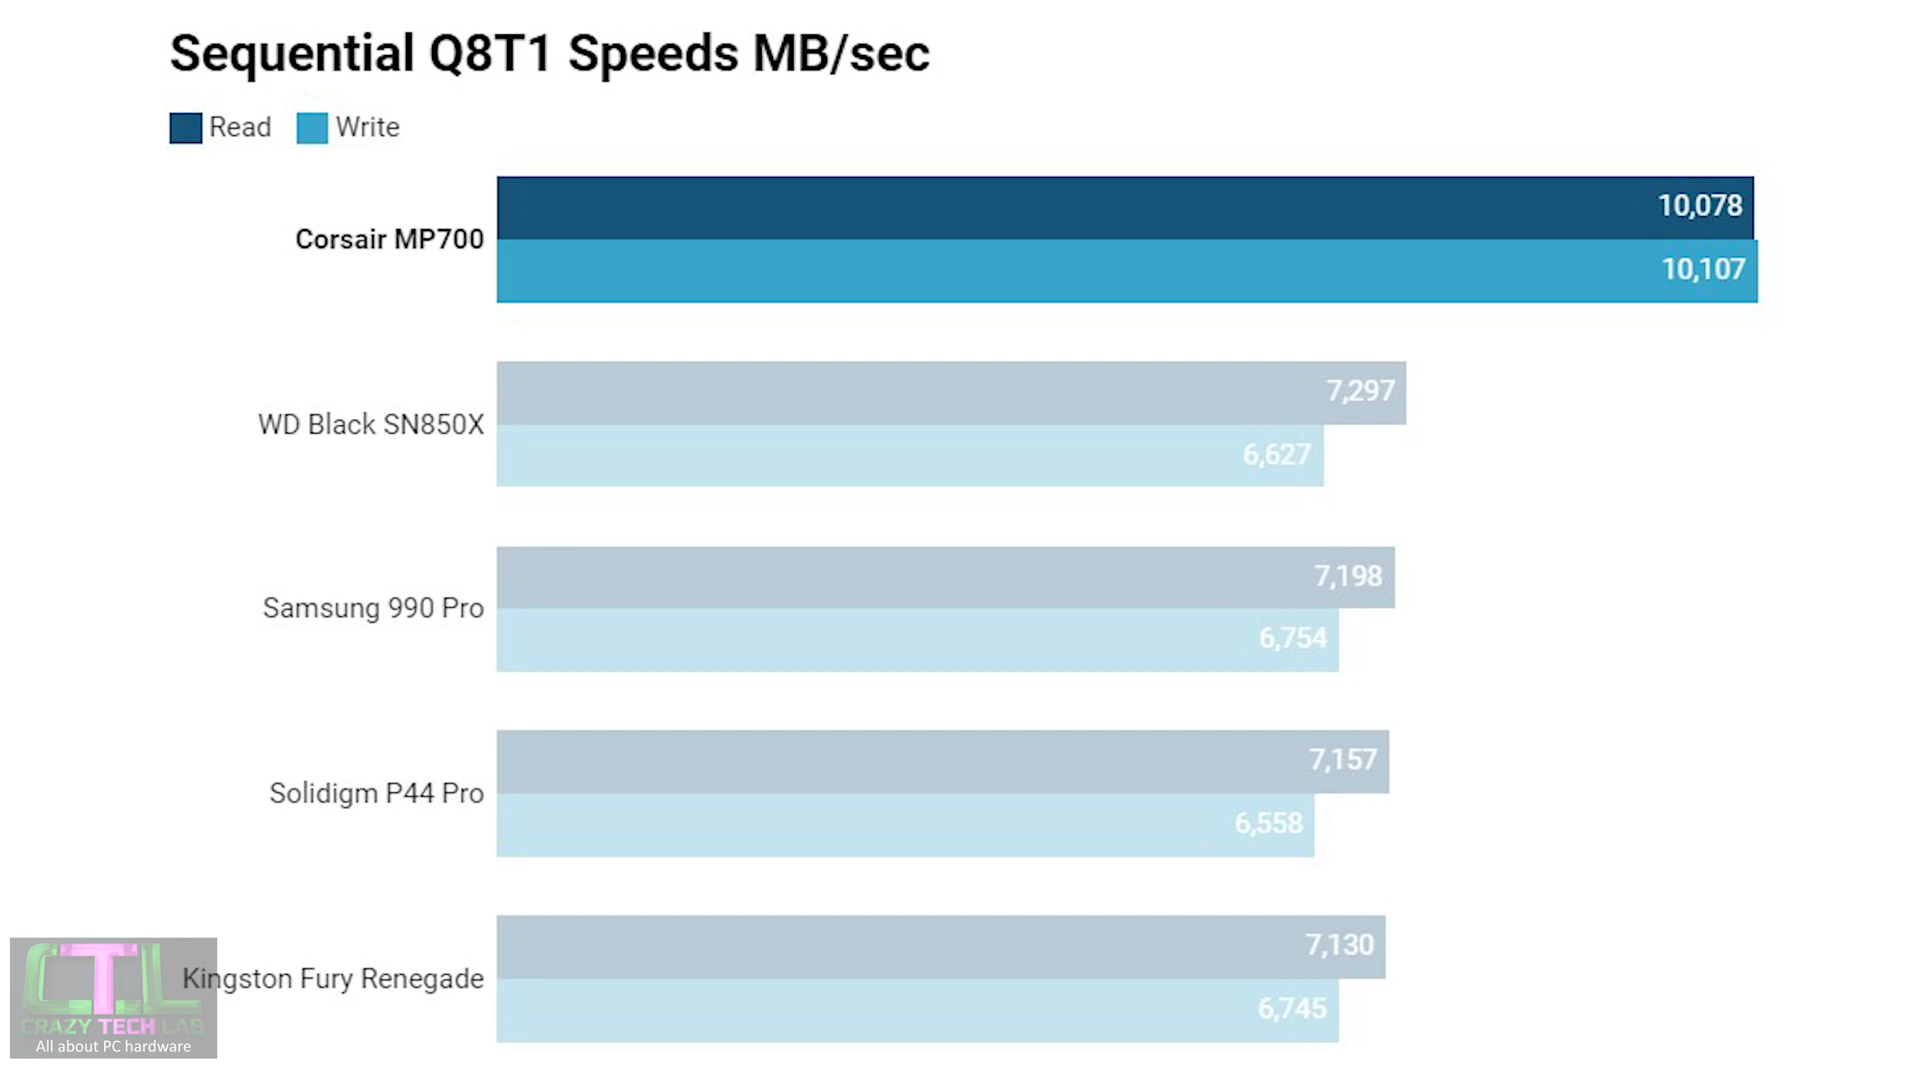 Sequential Q8T1 Speeds MB/sec
Read Write
Corsair MP700
10,078
10,107
WD Black SN850X
7,297
6,627
Samsung 990 Pro
7,198
6,754
Solidigm P44 Pro
7,157
6,558
Kingston Fury Renegade
7,130
6,745
CTL
CRAZY TECH LAB
All about PC hardware